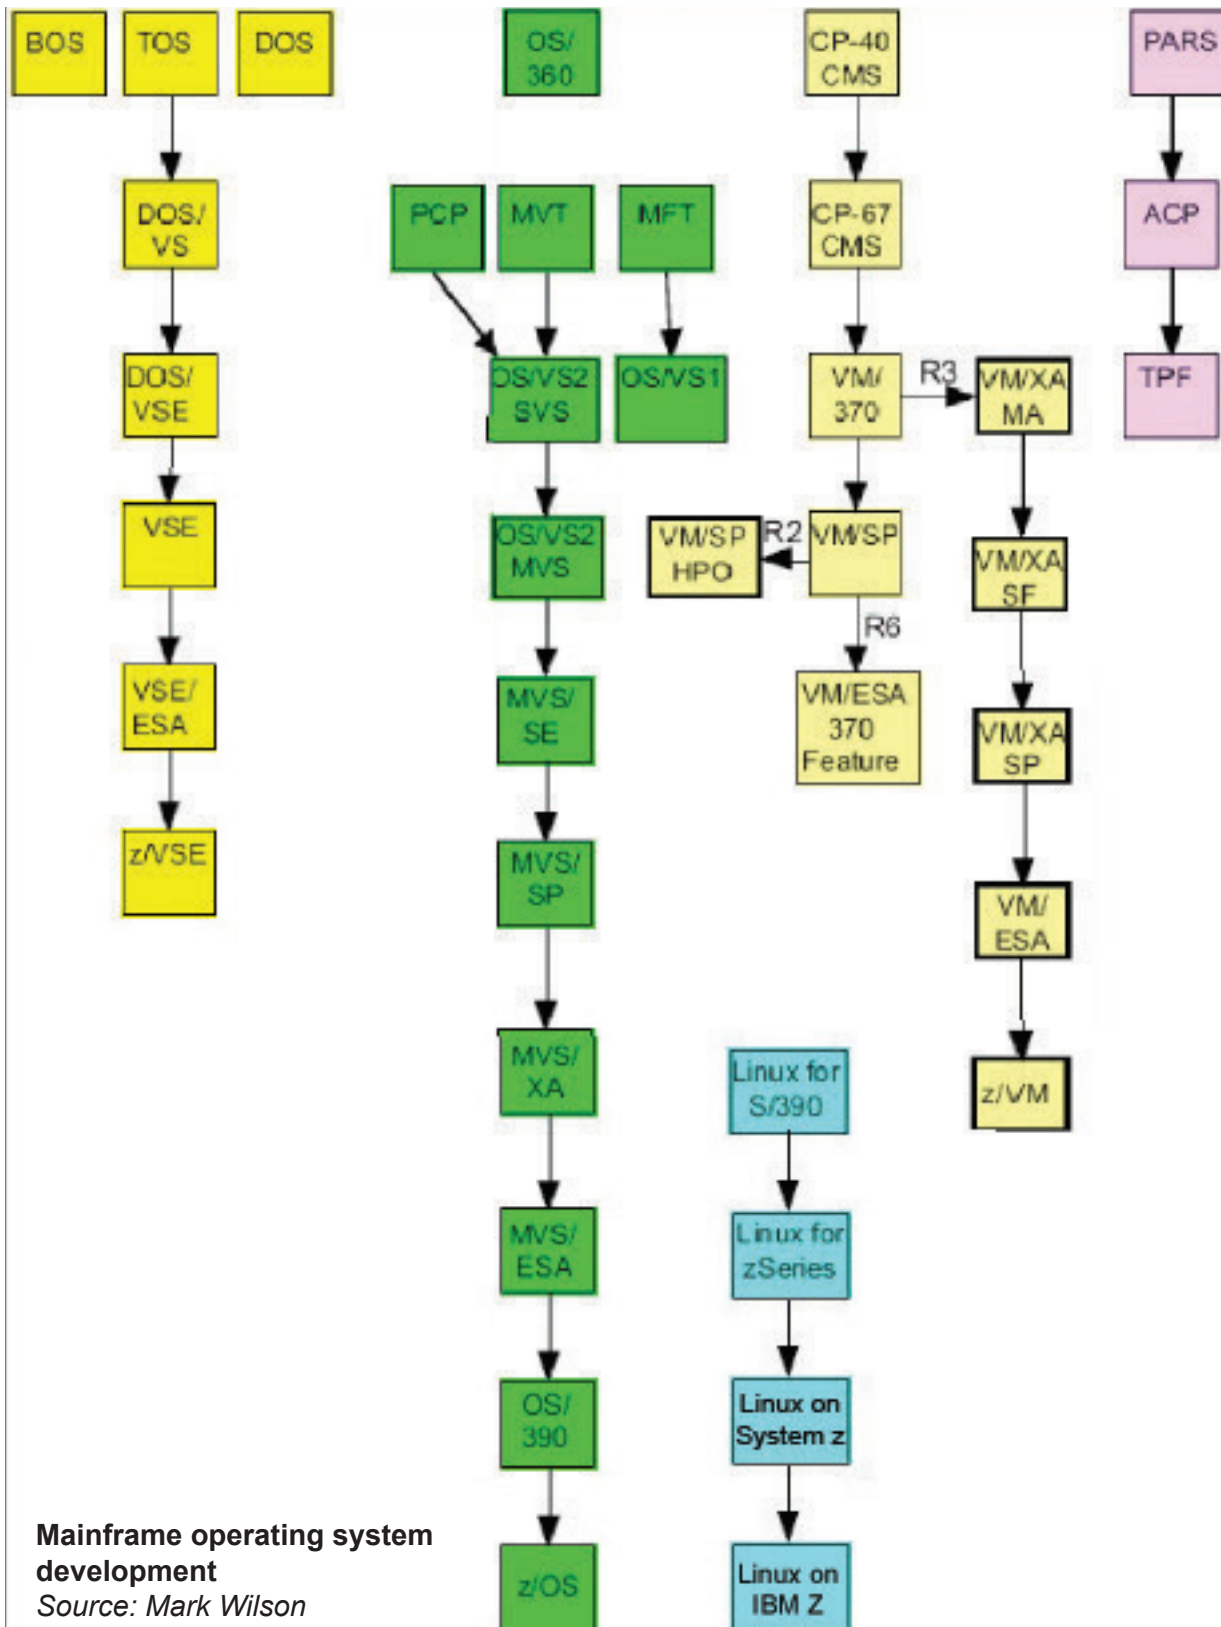 BOS
TOS
DOS
OS/
360
CP-40
CMS
PARS
DOS/
VS
PCP
MVT
MFT
CP-67
CMS
ACP
DOS/
VSE
OS/VS2
SVS
OS/VS1
VM/
370
R3
VM/XA
MA
TPF
VSE
OS/VS2
MVS
VM/SP
HPO
R2
VM/SP
VM/XA
SF
R6
VSE/
ESA
MVS/
SE
VM/ESA
370
Feature
VM/XA
SP
z/VSE
MVS/
SP
VM/
ESA
MVS/
XA
Linux for
S/390
z/VM
MVS/
ESA
Linux for
zSeries
OS/
390
Linux on
System z
z/OS
Linux on
IBM Z
Mainframe operating system
development
Source: Mark Wilson